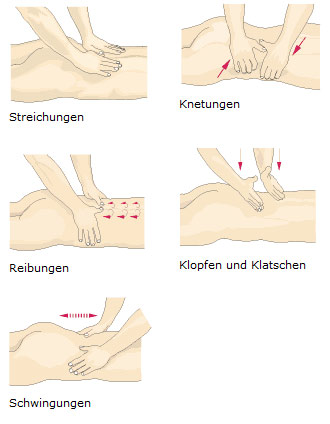 Streichungen
Knetungen
Reibungen
Klopfen und Klatschen
Schwingungen